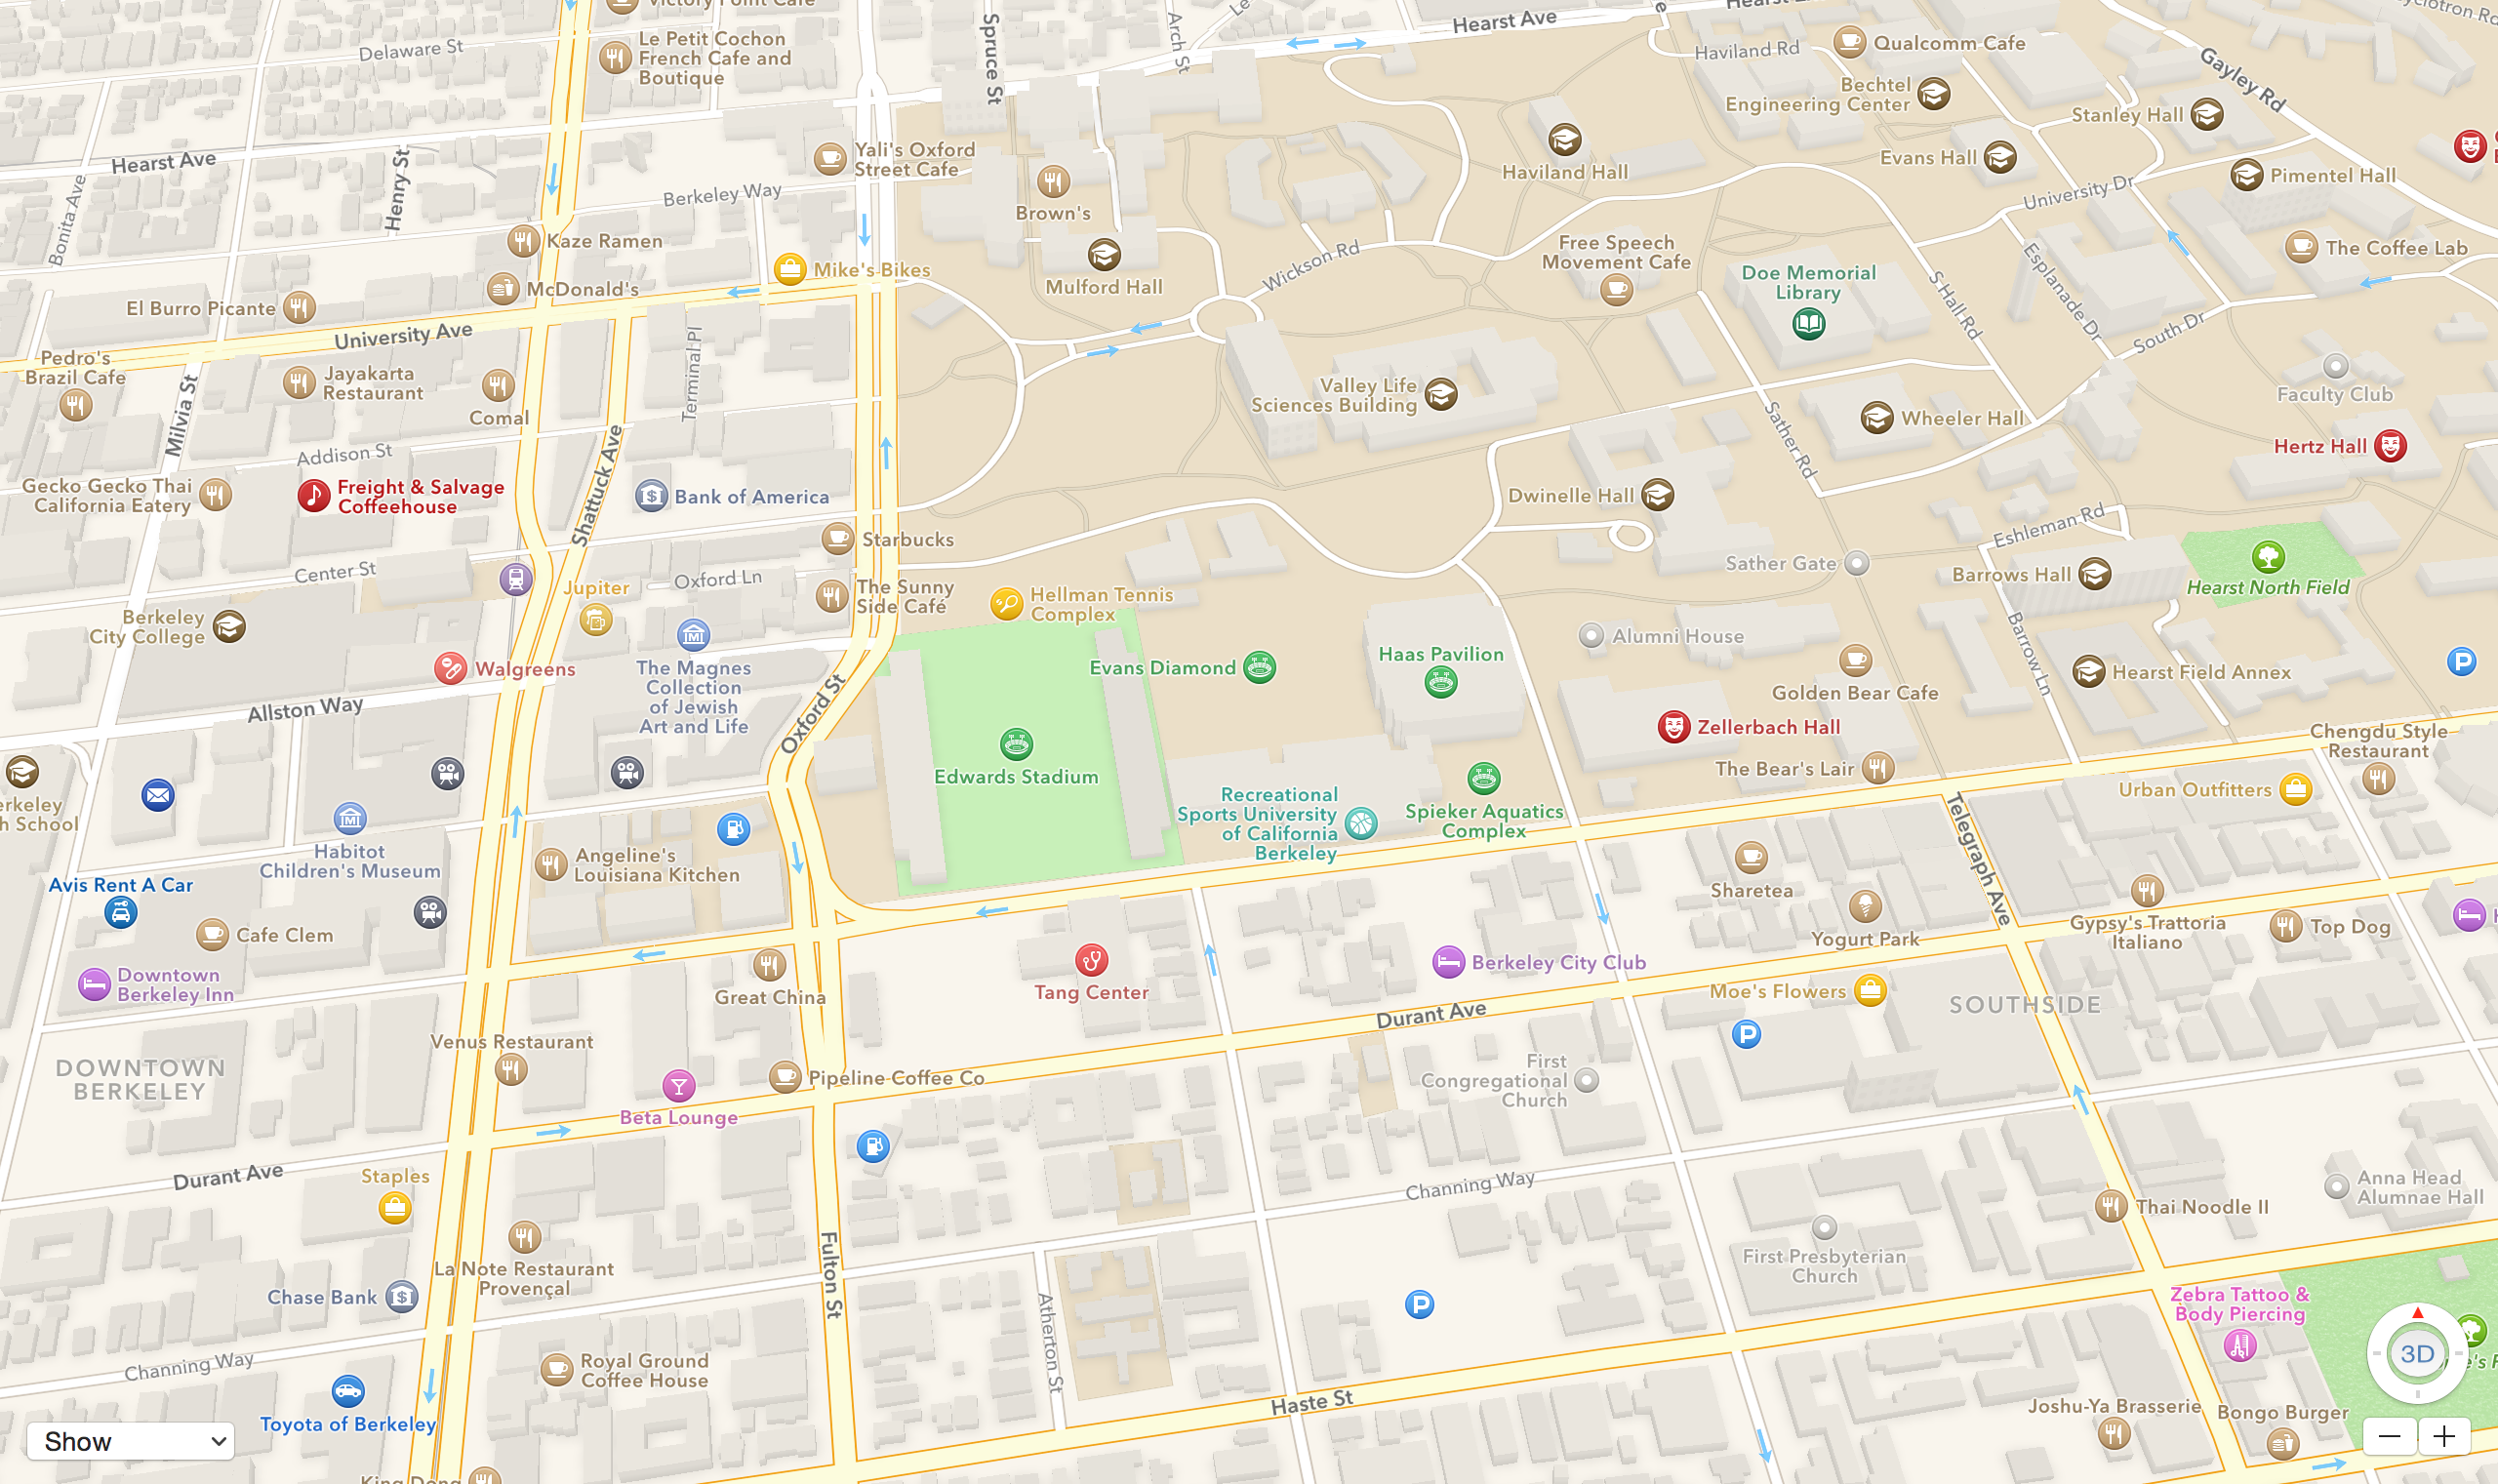 Victory Point Cafe
Delaware St
Le Petit Cochon
French Cafe and
Boutique
Spruce St
Arch St
Hearst Ave
Haviland Rd
Qualcomm Cafe
Gayley Rd
Bechtel
Engineering Center
Stanley Hall
Hearst Ave
Henry St
Bonita Ave
Yali's Oxford
Street Cafe
Berkeley Way
Brown's
Haviland Hall
Evans Hall
Pimentel Hall
University Dr
Kaze Ramen
Mike's Bikes
Mulford Hall
Wickson Rd
Free Speech
Movement Cafe
Doe Memorial
Library
S Hall Rd
Esplanade Dr
The Coffee Lab
McDonald's
El Burro Picante
University Ave
South Dr
Terminal Pl
Pedro's
Brazil Cafe
Jayakarta
Restaurant
Comal
Milvia St
Valley Life
Sciences Building
Sather Rd
Wheeler Hall
Faculty Club
Hertz Hall
Addison St
Shattuck Ave
Gecko Gecko Thai
California Eatery
Freight & Salvage
Coffeehouse
Bank of America
Dwinelle Hall
Starbucks
Eshleman Rd
Center St
Oxford Ln
Jupiter
The Sunny
Side Café
Hellman Tennis
Complex
Sather Gate
Barrows Hall
Hearst North Field
Berkeley
City College
Alumni House
Barrow Ln
Walgreens
The Magnes
Collection
of Jewish
Art and Life
Evans Diamond
Haas Pavilion
Golden Bear Cafe
Hearst Field Annex
Allston Way
Oxford St
Zellerbach Hall
Chengdu Style
Restaurant
Edwards Stadium
The Bear's Lair
Urban Outfitters
Recreational
Sports University
of California
Berkeley
Spieker Aquatics
Complex
Telegraph Ave
Habitot
Children's Museum
Angeline's
Louisiana Kitchen
Avis Rent A Car
Sharetea
Cafe Clem
Yogurt Park
Gypsy's Trattoria
Italiano
Top Dog
Downtown
Berkeley Inn
Great China
Tang Center
Berkeley City Club
Moe's Flowers
SOUTHSIDE
Durant Ave
Venus Restaurant
DOWNTOWN
BERKELEY
Beta Lounge
Pipeline Coffee Co
First
Congregational
Church
Durant Ave
Staples
Channing Way
Anna Head
Alumnae Hall
Thai Noodle II
La Note Restaurant
Provençal
Chase Bank
Fulton St
Atherton St
First Presbyterian
Church
Zebra Tattoo &
Body Piercing
Channing Way
Royal Ground
Coffee House
Toyota of Berkeley
Haste St
Joshu-Ya Brasserie
Bongo Burger
3D
Show
King Dong